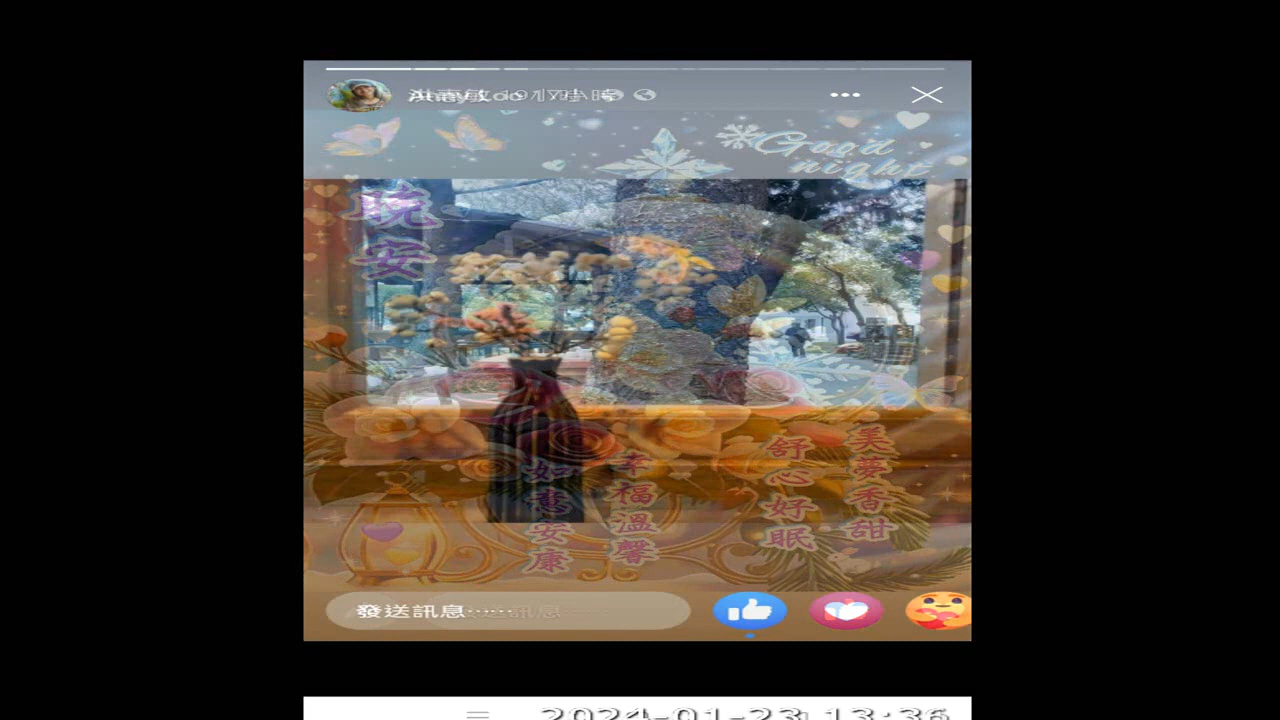 Good
night
晚安
美夢香甜
舒心好眠
幸福溫馨
如意安康
發送訊息……
2024-01-23 13:36